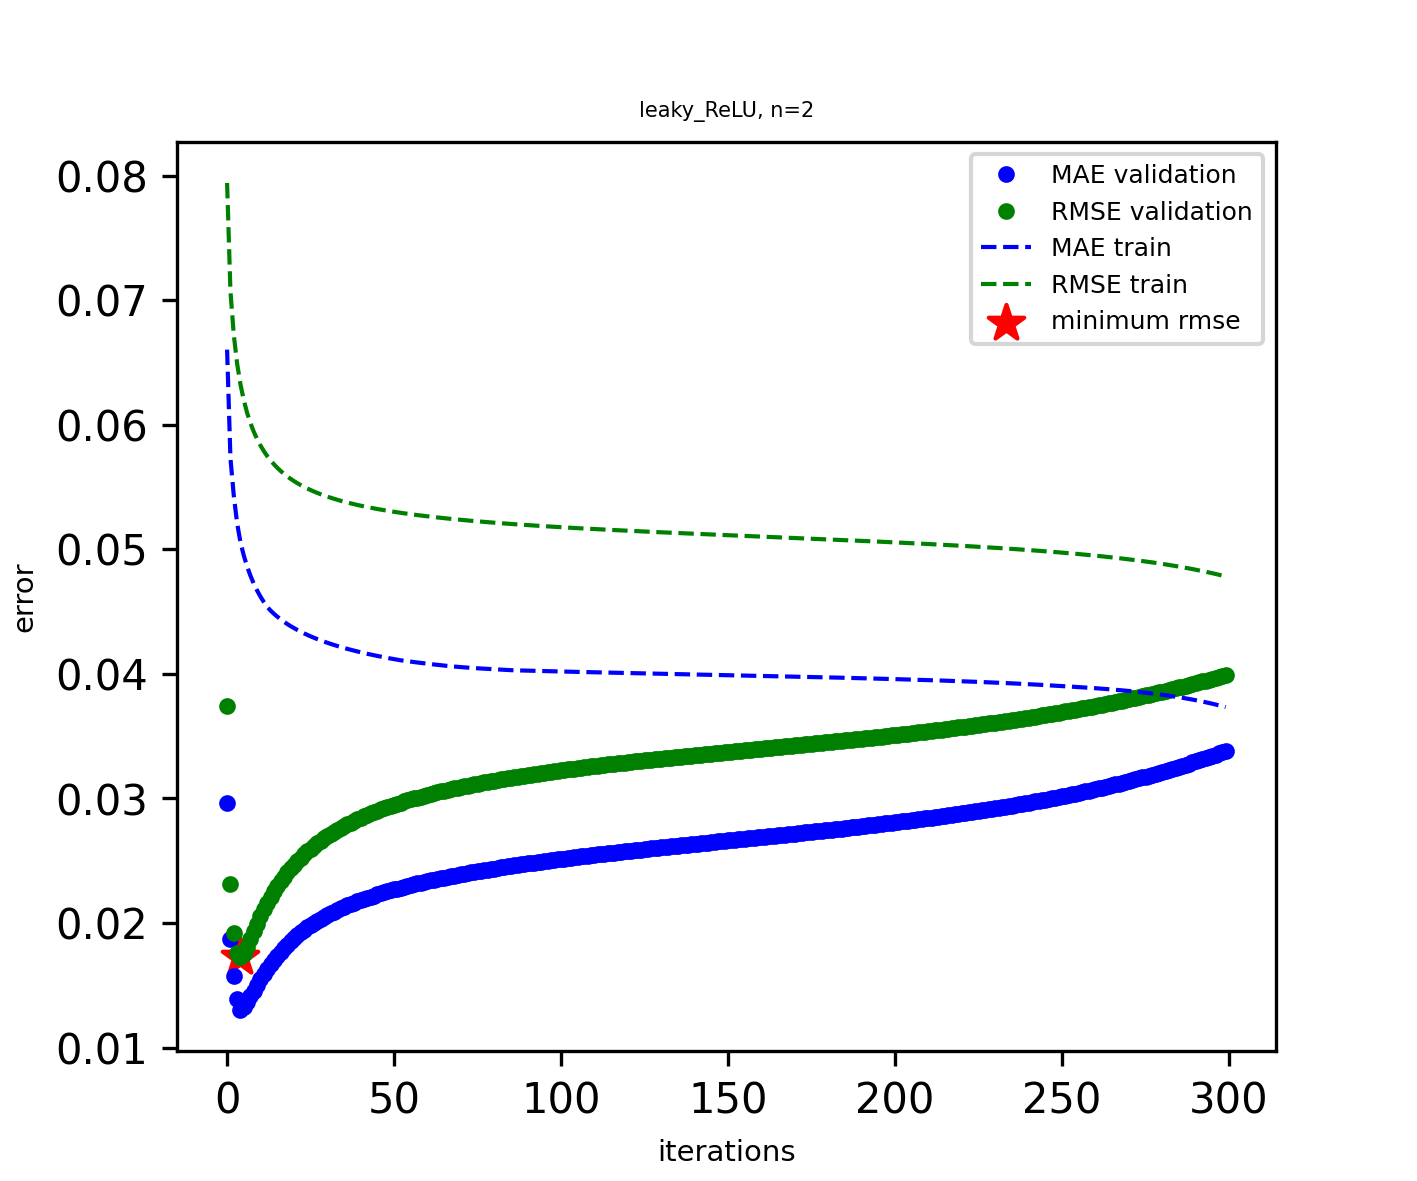 leaky_ReLU, n=2
MAE validation
RMSE validation
MAE train
RMSE train
minimum rmse
0.08
0.07
0.06
0.05
0.04
0.03
0.02
0.01
error
0 50 100 150 200 250 300
iterations